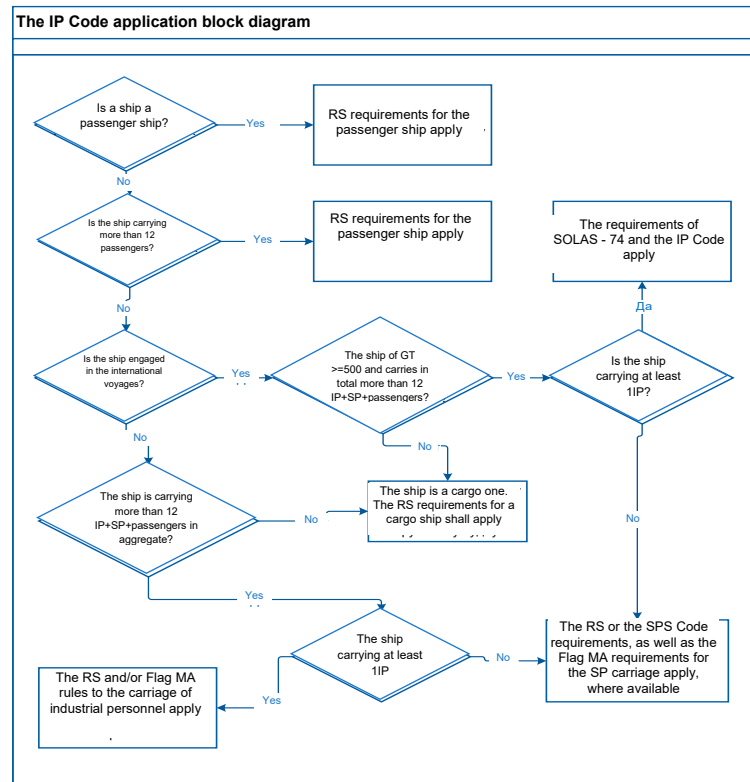 The IP Code application block diagram
Is a ship a
passenger ship?
Yes
RS requirements for the
passenger ship apply
No
Is the ship carrying
more than 12
passengers?
Yes
RS requirements for the
passenger ship apply
The requirements of
SOLAS - 74 and the IP Code
apply
No
Да
Is the ship engaged
in the international
voyages?
Yes
The ship of GT
>=500 and carries in
total more than 12
IP+SP+passengers?
Yes
Is the ship
carrying at least
1IP?
No
No
The ship is carrying
more than 12
IP+SP+passengers in
aggregate?
No
The ship is a cargo one.
The RS requirements for a
cargo ship shall apply
No
Yes
The ship
carrying at least
1IP
No
The RS or the SPS Code
requirements, as well as the
Flag MA requirements for
the SP carriage apply,
where available
Yes
The RS and/or Flag MA
rules to the carriage of
industrial personnel apply